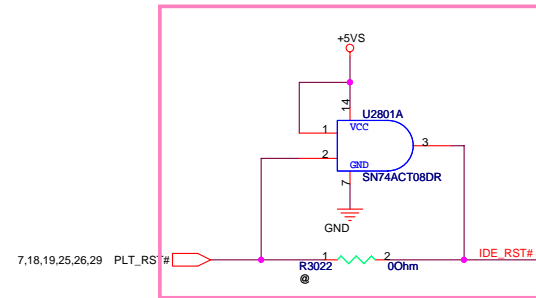 +5VS
14
U2801A
1
VCC
3
2
GND
SN74ACT08DR
7
GND
7,18,19,25,26,29 PLT_RST#
1
2
IDE_RST#
R3022
0Ohm
@